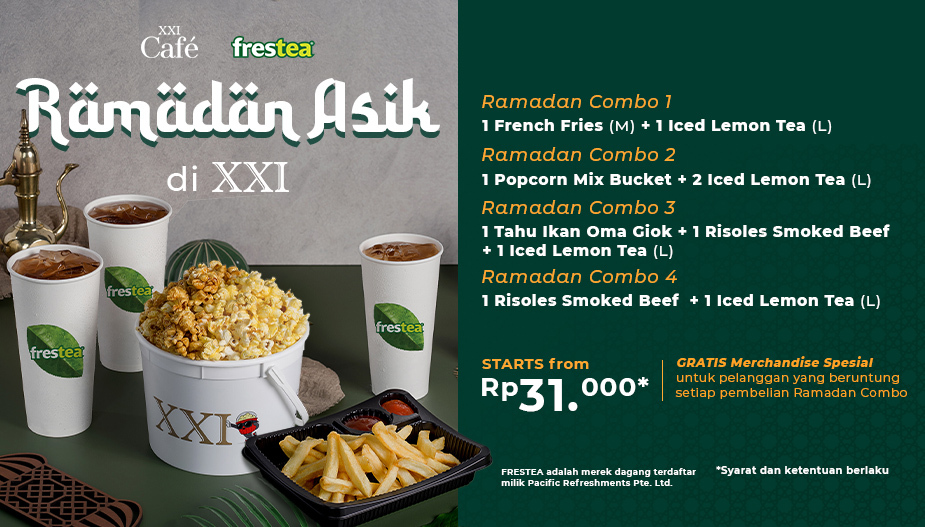 XXI
Café
frestea
Ramadan Asik
di XXI
frestea
frestea
frestea
XXI
Ramadan Combo 1
1 French Fries (M) + 1 Iced Lemon Tea (L)
Ramadan Combo 2
1 Popcorn Mix Bucket + 2 Iced Lemon Tea (L)
Ramadan Combo 3
1 Tahu Ikan Oma Giok + 1 Risoles Smoked Beef
+ 1 Iced Lemon Tea (L)
Ramadan Combo 4
1 Risoles Smoked Beef + 1 Iced Lemon Tea (L)
STARTS from
Rp31.000*
GRATIS Merchandise Spesial
untuk pelanggan yang beruntung
setiap pembelian Ramadan Combo
FRESTEA adalah merek dagang terdaftar
milik Pacific Refreshments Pte. Ltd.
*Syarat dan ketentuan berlaku